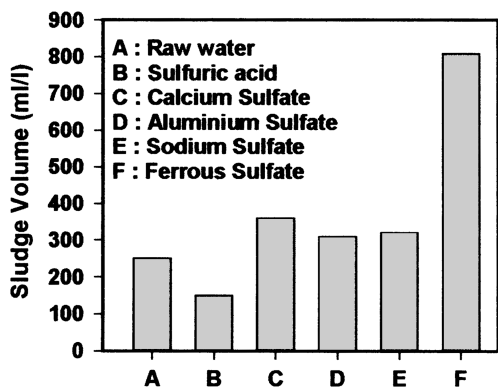 900
800
700
600
500
400
300
200
100
0
Sludge Volume (ml/l)
A : Raw water
B : Sulfuric acid
C : Calcium Sulfate
D : Aluminium Sulfate
E : Sodium Sulfate
F : Ferrous Sulfate
A B C D E F